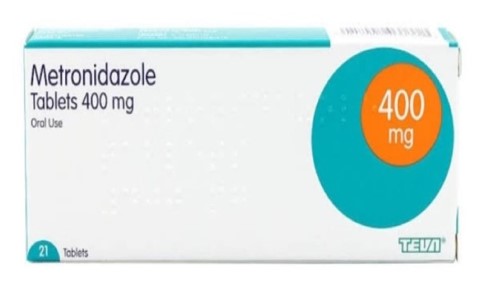 Metronidazole
Tablets 400 mg
Oral Use
400
mg
21 Tablets
TEVA